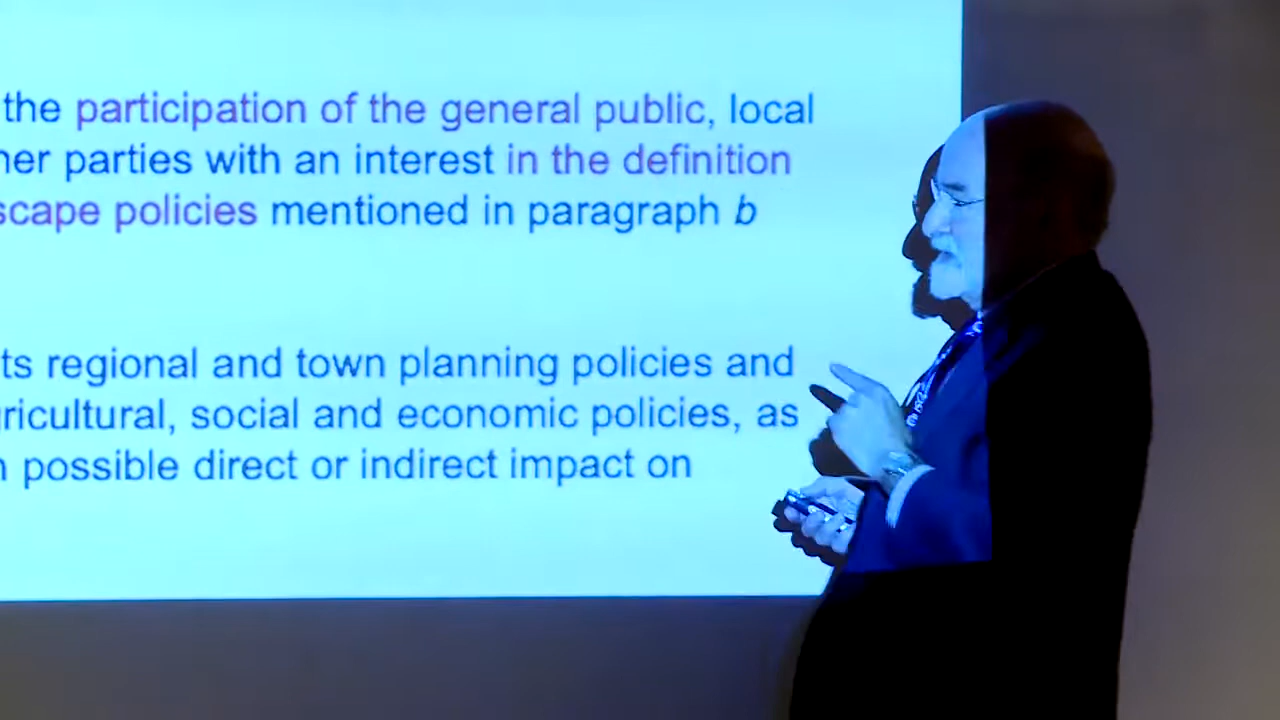 the participation of the general public, local
her parties with an interest in the definition
scape policies mentioned in paragraph b
ts regional and town planning policies and
ricultural, social and economic policies, as
possible direct or indirect impact on